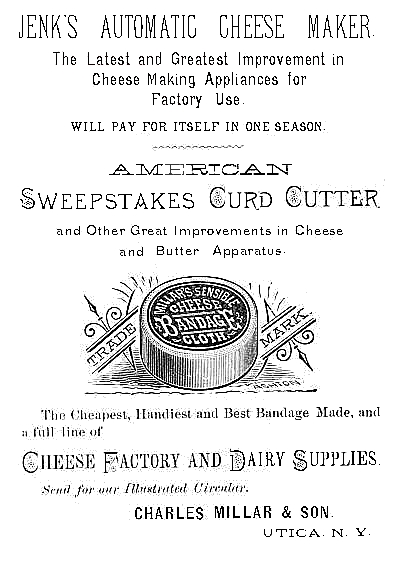 JENK'S AUTOMATIC CHEESE MAKER.
The Latest and Greatest Improvement in
Cheese Making Appliances for
Factory Use.
WILL PAY FOR ITSELF IN ONE SEASON.
AMERICAN
SWEEPSTAKES CURD CUTTER
and Other Great Improvements in Cheese
and Butter Apparatus.
MILLAR'S SENSIBLE
CHEESE
BANDAGE
CLOTH
TRADE
MARK
The Cheapest, Handiest and Best Bandage Made, and
a full line of
CHEESE FACTORY AND DAIRY SUPPLIES.
Send for our Illustrated Circular.
CHARLES MILLAR & SON.
UTICA. N. Y.